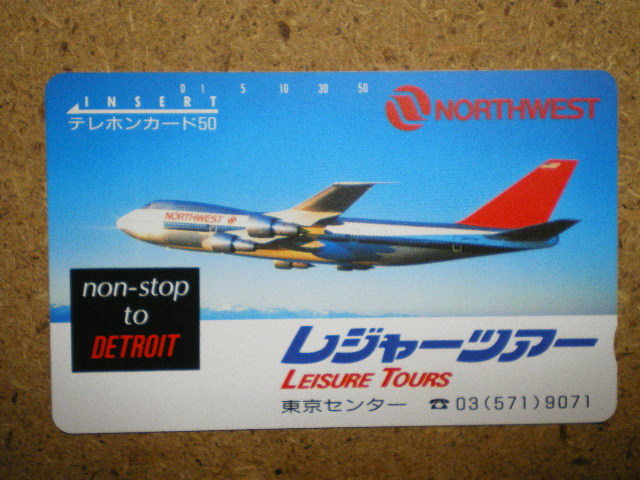 0 1 5 10 30 50
INSERT
テレホンカード50
NORTHWEST
NORTHWEST
non-stop
to
DETROIT
レジャーツアー
LEISURE TOURS
東京センター ☎ 03(571)9071